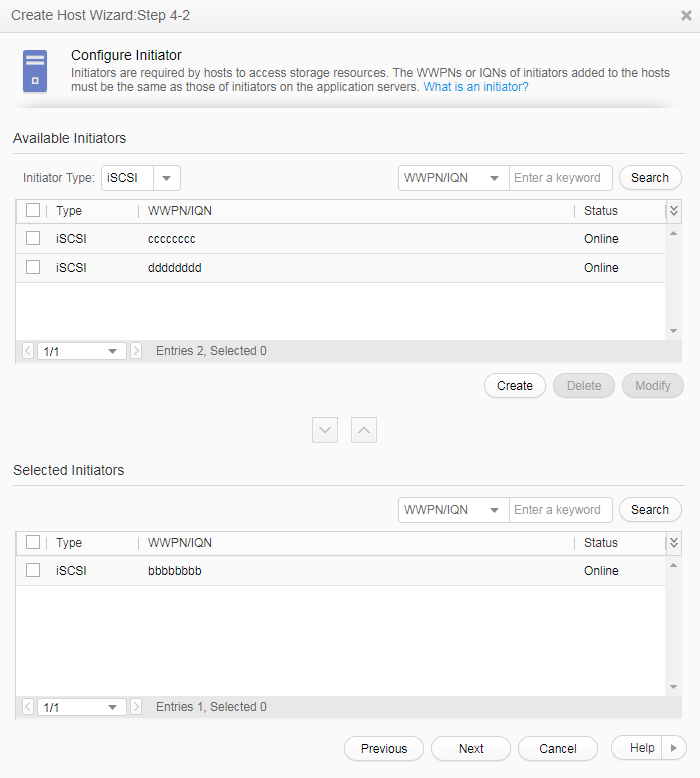 Create Host Wizard:Step 4-2
Configure Initiator
Initiators are required by hosts to access storage resources. The WWPNs or IQNs of initiators added to the hosts
must be the same as those of initiators on the application servers. What is an initiator?
Available Initiators
Initiator Type: iSCSI WWPN/IQN Enter a keyword Search
Type WWPN/IQN Status
iSCSI cccccccc Online
iSCSI dddddddd Online
1/1 Entries 2, Selected 0
Create Delete Modify
Selected Initiators
WWPN/IQN Enter a keyword Search
Type WWPN/IQN Status
iSCSI bbbbbbbb Online
1/1 Entries 1, Selected 0
Previous Next Cancel Help